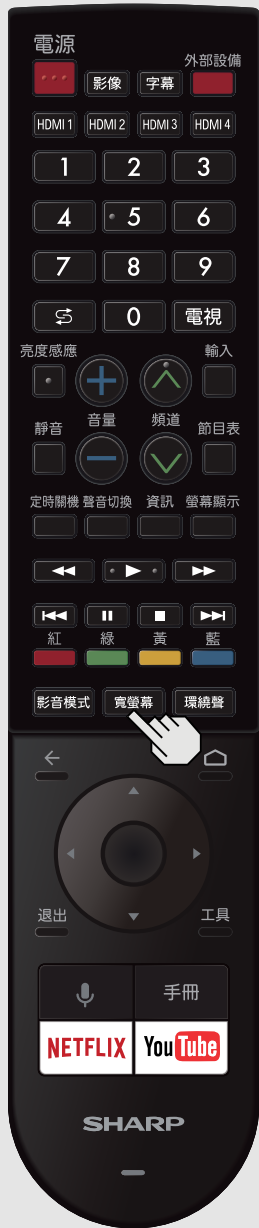 電源
外部設備
影像 字幕
HDMI 1 HDMI 2 HDMI 3 HDMI 4
1 2 3
4 5 6
7 8 9
0 電視
亮度感應 輸入
音量 頻道
靜音 節目表
定時關機 聲音切換 資訊 螢幕顯示
紅 綠 黃 藍
影音模式 寬螢幕 環繞聲
退出 工具
手冊
NETFLIX YouTube
SHARP